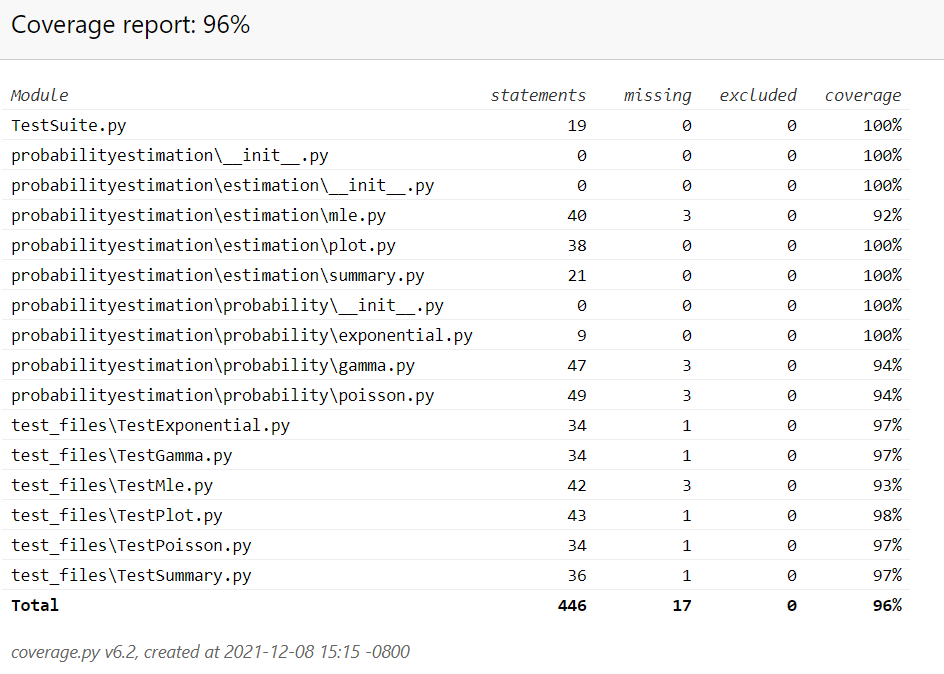 Coverage report: 96%
Module statements missing excluded coverage
TestSuite.py 19 0 0 100%
probabilityestimation\__init__.py 0 0 0 100%
probabilityestimation\estimation\__init__.py 0 0 0 100%
probabilityestimation\estimation\mle.py 40 3 0 92%
probabilityestimation\estimation\plot.py 38 0 0 100%
probabilityestimation\estimation\summary.py 21 0 0 100%
probabilityestimation\probability\__init__.py 0 0 0 100%
probabilityestimation\probability\exponential.py 9 0 0 100%
probabilityestimation\probability\gamma.py 47 3 0 94%
probabilityestimation\probability\poisson.py 49 3 0 94%
test_files\TestExponential.py 34 1 0 97%
test_files\TestGamma.py 34 1 0 97%
test_files\TestMle.py 42 3 0 93%
test_files\TestPlot.py 43 1 0 98%
test_files\TestPoisson.py 34 1 0 97%
test_files\TestSummary.py 36 1 0 97%
Total 446 17 0 96%
coverage.py v6.2, created at 2021-12-08 15:15 -0800